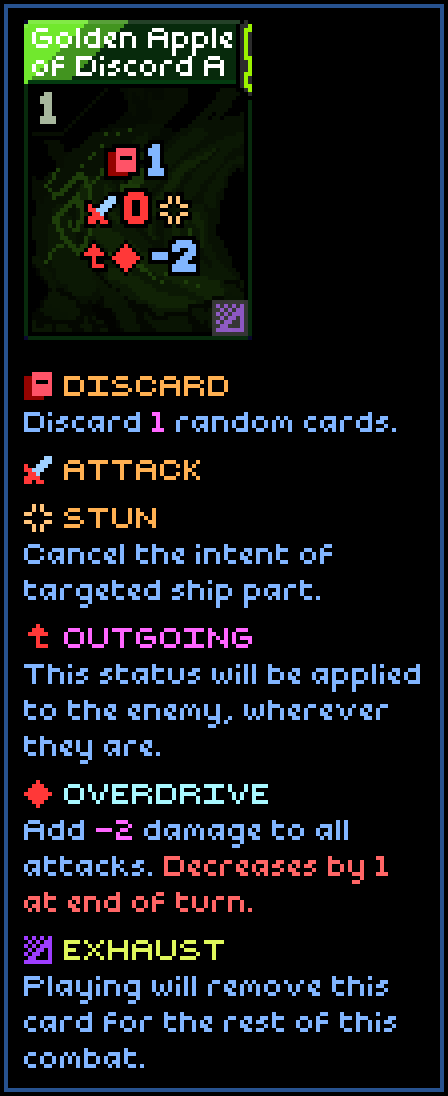 Golden Apple
of Discord A
1
1
0
t -2
DISCARD
Discard 1 random cards.
ATTACK
STUN
Cancel the intent of
targeted ship part.
t OUTGOING
This status will be applied
to the enemy, wherever
they are.
OVERDRIVE
Add -2 damage to all
attacks. Decreases by 1
at end of turn.
EXHAUST
Playing will remove this
card for the rest of this
combat.